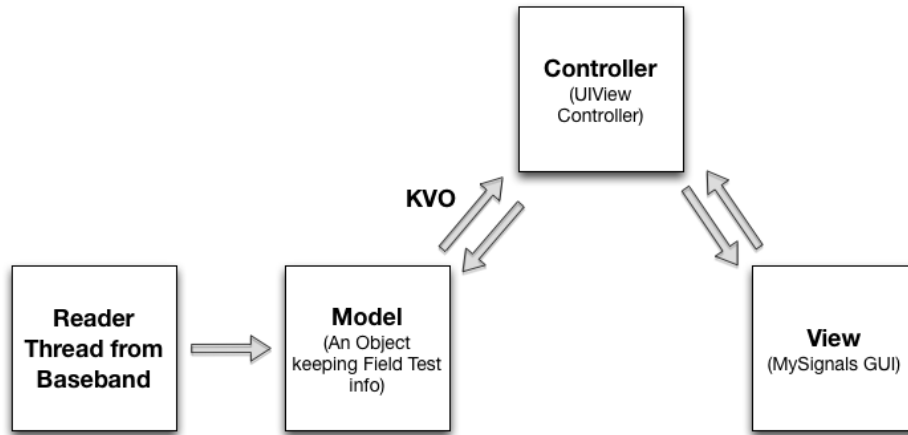 Controller
(UIView
Controller)
KVO
Reader
Thread from
Baseband
Model
(An Object
keeping Field Test
info)
View
(MySignals GUI)